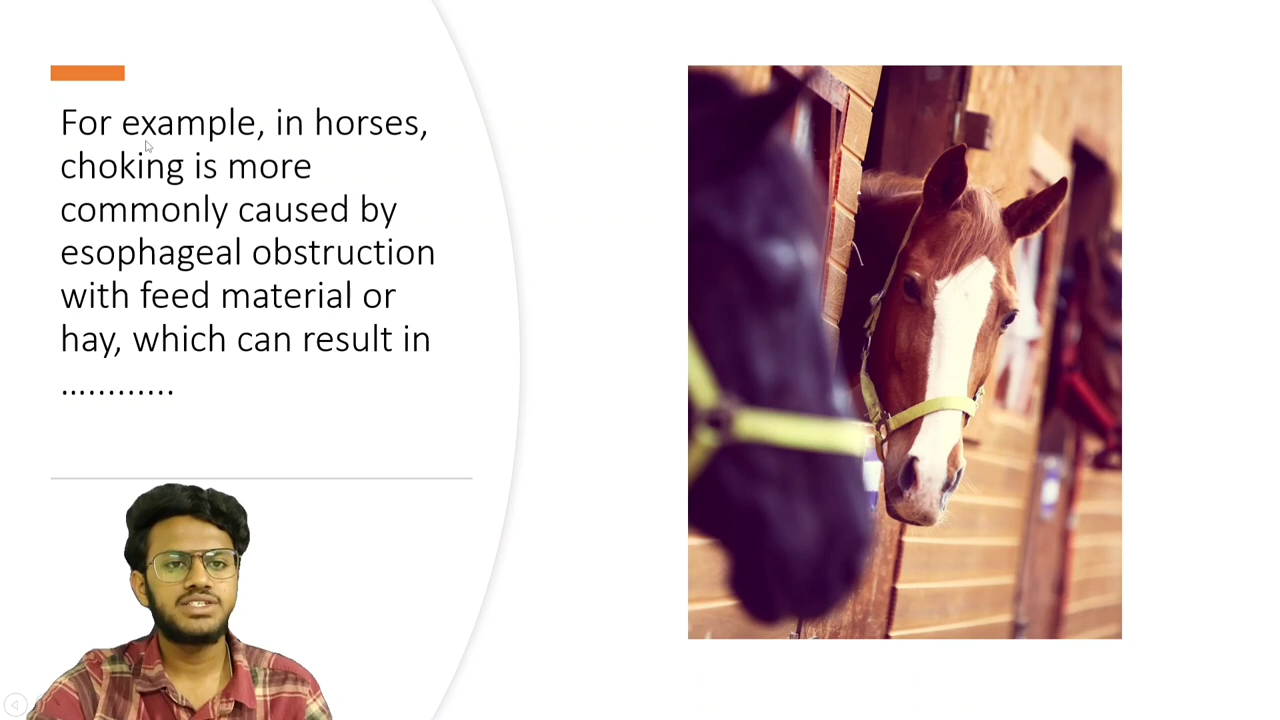 For example, in horses,
choking is more
commonly caused by
esophageal obstruction
with feed material or
hay, which can result in
............